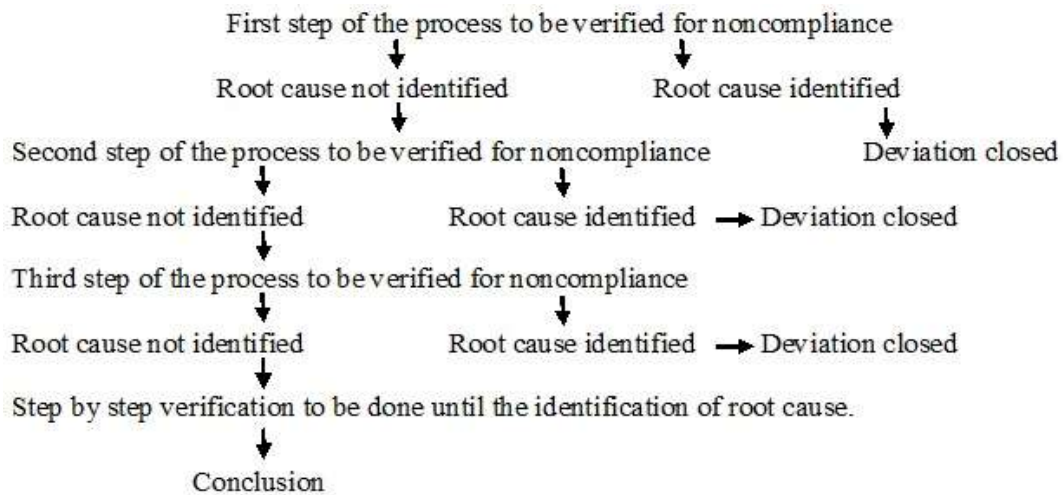 First step of the process to be verified for noncompliance
Root cause not identified Root cause identified
Second step of the process to be verified for noncompliance Deviation closed
Root cause not identified Root cause identified Deviation closed
Third step of the process to be verified for noncompliance
Root cause not identified Root cause identified Deviation closed
Step by step verification to be done until the identification of root cause.
Conclusion